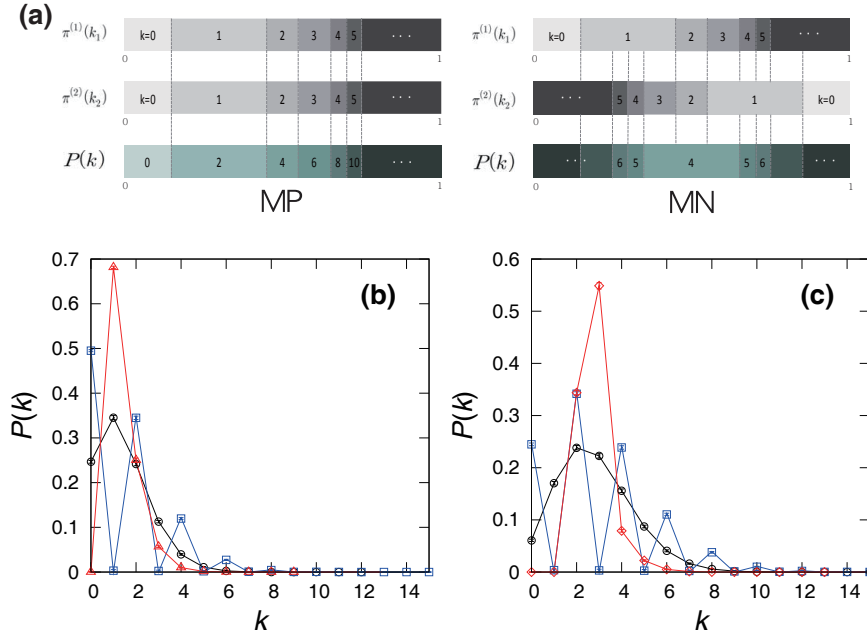 (a)
π(1)(k1) k=0 1 2 3 4 5 · · ·
0 1
π(2)(k2) k=0 1 2 3 4 5 · · ·
0 1
P(k) 0 2 4 6 8 10 · · ·
0 1
MP
π(1)(k1) k=0 1 2 3 4 5 · · ·
0 1
π(2)(k2) · · · 5 4 3 2 1 k=0
0 1
P(k) · · · 6 5 4 5 6 · · ·
0 1
MN
(b)
P(k)
0.7
0.6
0.5
0.4
0.3
0.2
0.1
0
0 2 4 6 8 10 12 14
k
(c)
P(k)
0.6
0.5
0.4
0.3
0.2
0.1
0
0 2 4 6 8 10 12 14
k